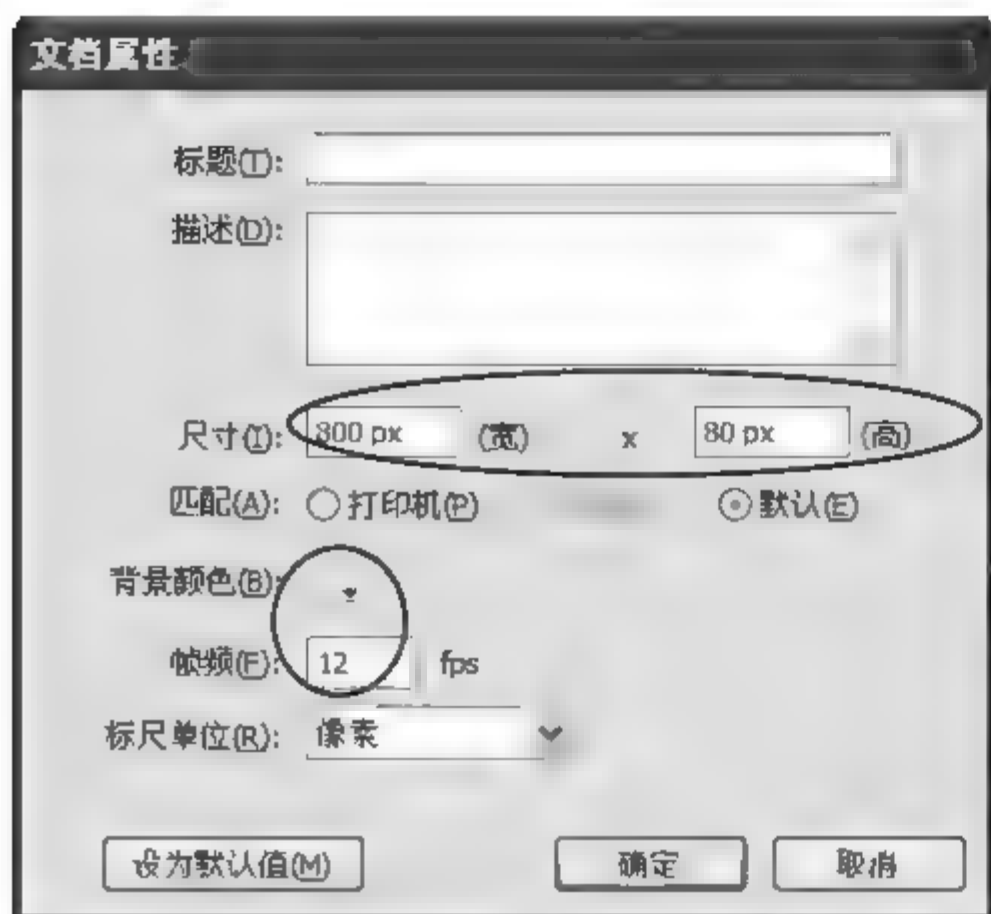 文档属性
标题(T):
描述(D):
尺寸(I): 800 px (宽) x 80 px (高)
匹配(A): 打印机(P) 默认(E)
背景颜色(B):
帧频(F): 12 fps
标尺单位(R): 像素
设为默认值(M) 确定 取消